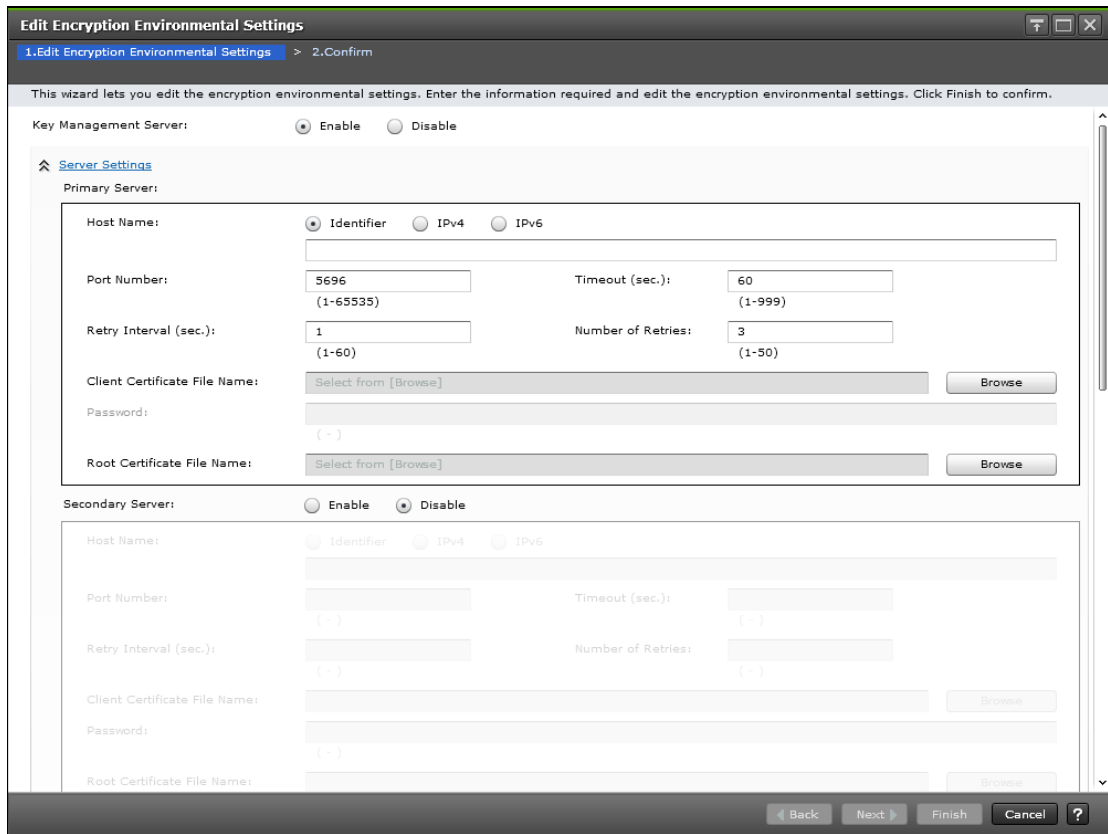 Edit Encryption Environmental Settings
1.Edit Encryption Environmental Settings > 2.Confirm
This wizard lets you edit the encryption environmental settings. Enter the information required and edit the encryption environmental settings. Click Finish to confirm.
Key Management Server: Enable Disable
Server Settings
Primary Server:
Host Name: Identifier IPv4 IPv6
Port Number: 5696 Timeout (sec.): 60
(1-65535) (1-999)
Retry Interval (sec.): 1 Number of Retries: 3
(1-60) (1-50)
Client Certificate File Name: Select from [Browse] Browse
Password:
( - )
Root Certificate File Name: Select from [Browse] Browse
Secondary Server: Enable Disable
Host Name: Identifier IPv4 IPv6
Port Number: Timeout (sec.):
( - ) ( - )
Retry Interval (sec.): Number of Retries:
( - ) ( - )
Client Certificate File Name: Browse
Password:
( - )
Root Certificate File Name: Browse
Back Next Finish Cancel ?